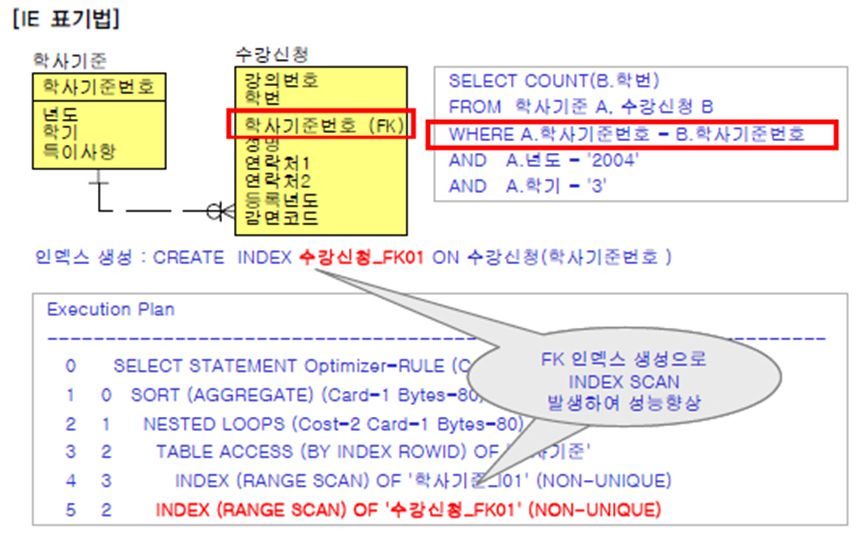 [IE 표기법]
학사기준
학사기준번호
년도
학기
특이사항
수강신청
강의번호
학번
학사기준번호 (FK)
성명
연락처1
연락처2
등록년도
감면코드
SELECT COUNT(B.학번)
FROM 학사기준 A, 수강신청 B
WHERE A.학사기준번호 = B.학사기준번호
AND A.년도 = '2004'
AND A.학기 = '3'
인덱스 생성 : CREATE INDEX 수강신청_FK01 ON 수강신청(학사기준번호 )
Execution Plan
0 SELECT STATEMENT Optimizer=RULE
1 0 SORT (AGGREGATE) (Card=1 Bytes=80)
2 1 NESTED LOOPS (Cost=2 Card=1 Bytes=80)
3 2 TABLE ACCESS (BY INDEX ROWID) OF
4 3 INDEX (RANGE SCAN) OF '학사기준_I01' (NON-UNIQUE)
5 2 INDEX (RANGE SCAN) OF '수강신청_FK01' (NON-UNIQUE)
FK 인덱스 생성으로
INDEX SCAN
발생하여 성능향상